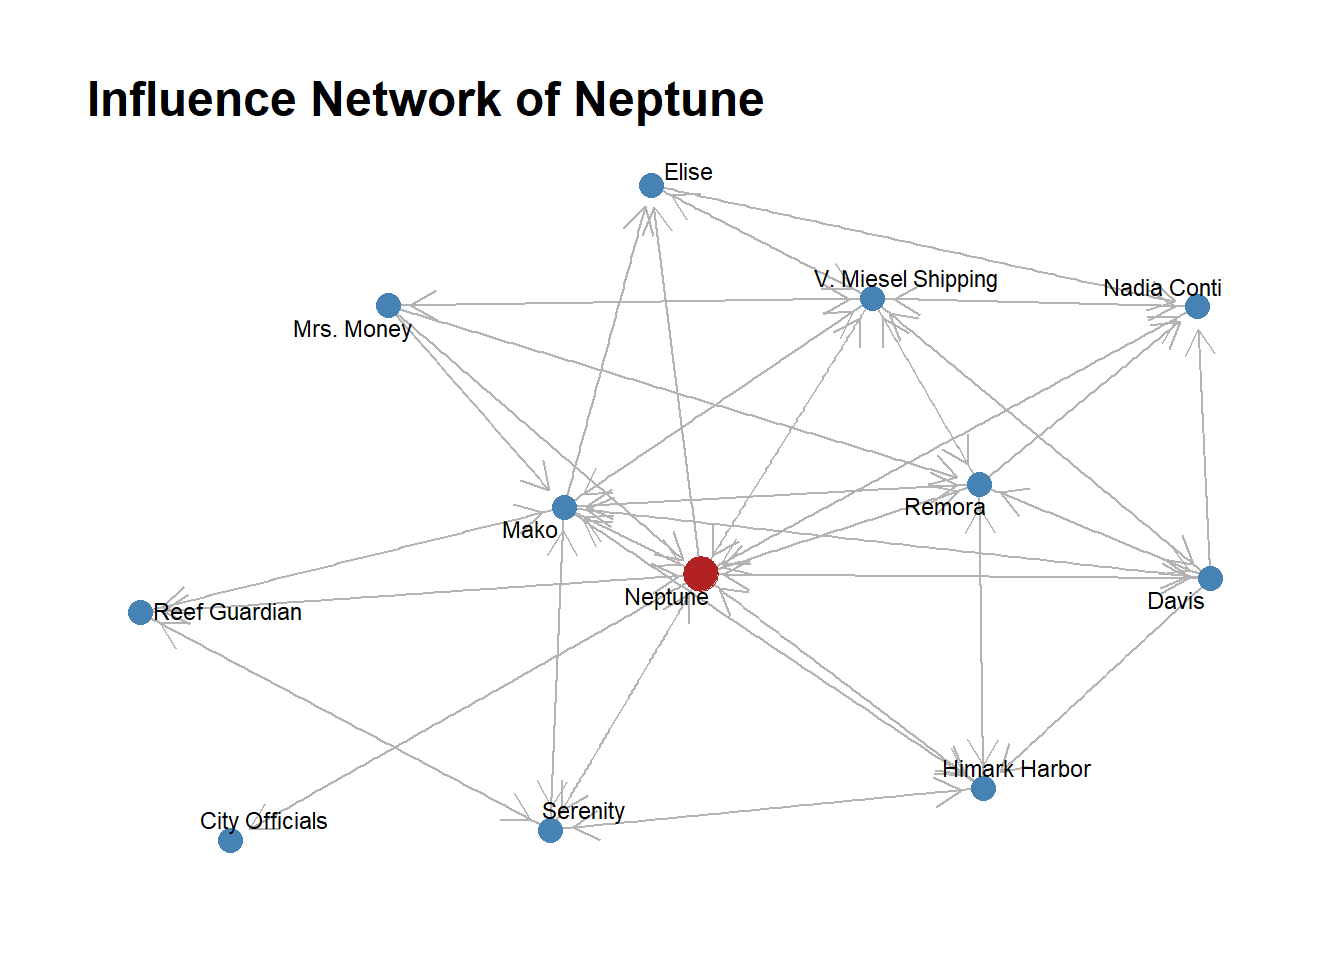 Influence Network of Neptune
Elise
V. Miesel Shipping
Nadia Conti
Mrs. Money
Remora
Mako
Neptune
Davis
Reef Guardian
Himark Harbor
Serenity
City Officials